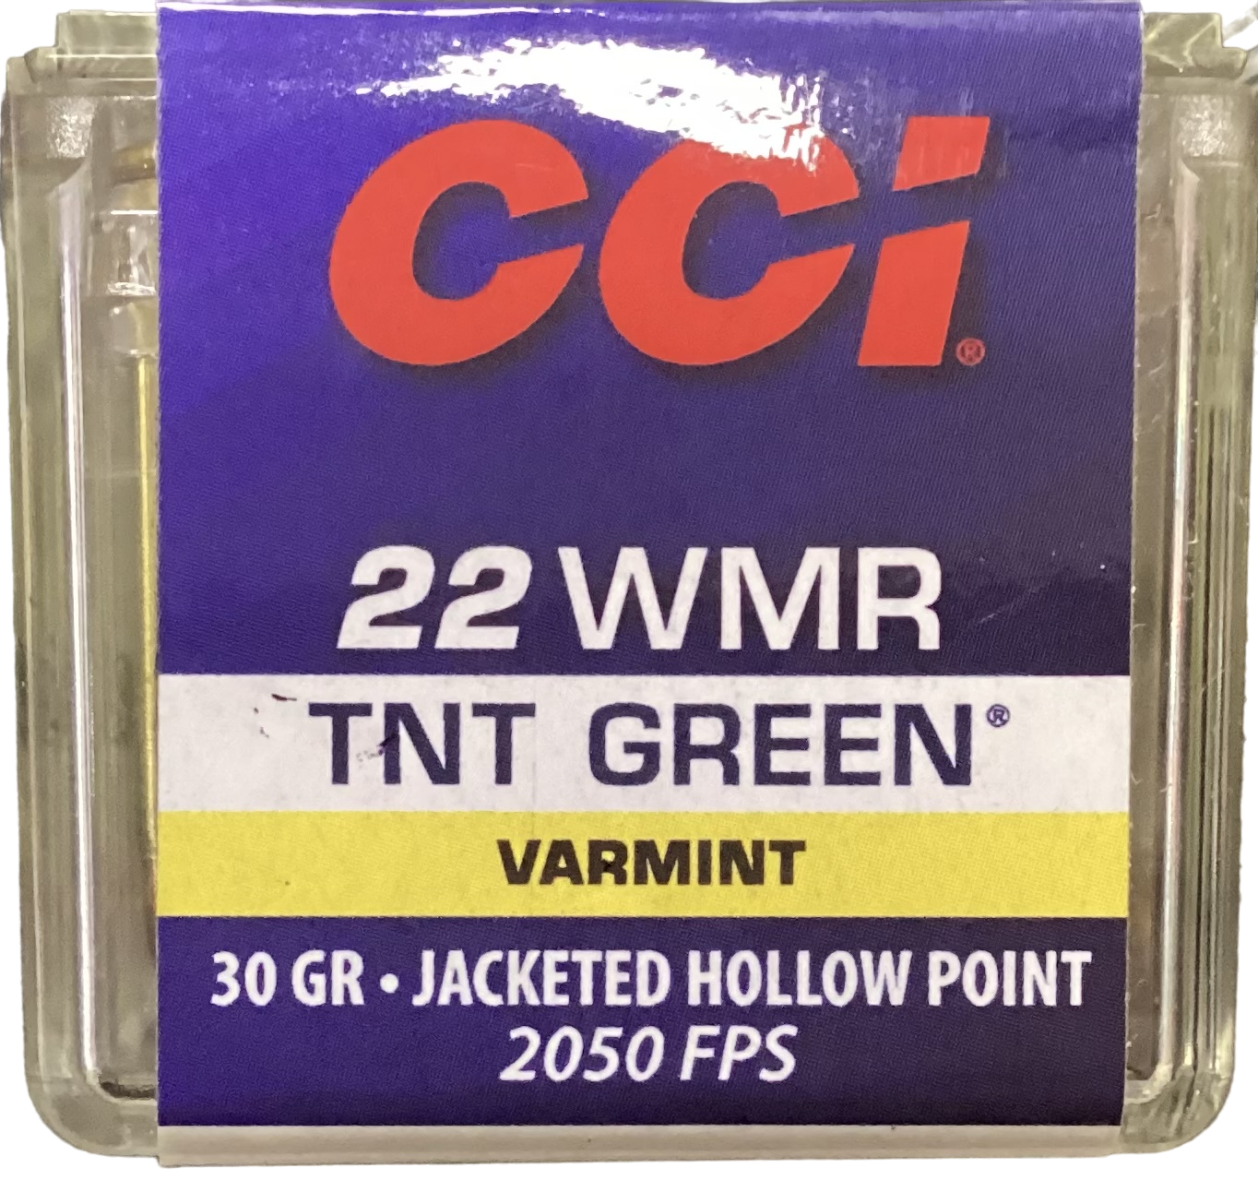 CCI®
22 WMR
TNT GREEN®
VARMINT
30 GR • JACKETED HOLLOW POINT
2050 FPS